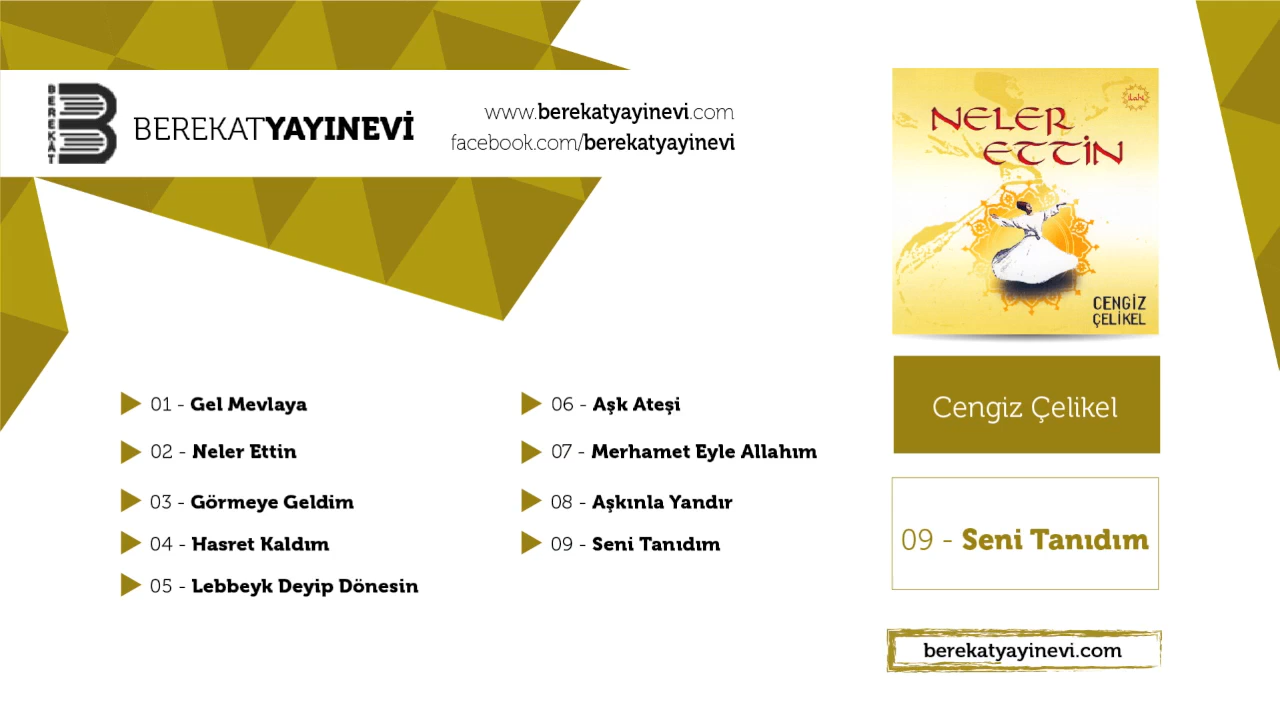 BEREKAT
BEREKATYAYINEVİ
www.berekatyayinevi.com
facebook.com/berekatyayinevi
ilahi
NELER
ETTİN
CENGİZ
ÇELİKEL
01 - Gel Mevlaya
02 - Neler Ettin
03 - Görmeye Geldim
04 - Hasret Kaldım
05 - Lebbeyk Deyip Dönesin
06 - Aşk Ateşi
07 - Merhamet Eyle Allahım
08 - Aşkınla Yandır
09 - Seni Tanıdım
Cengiz Çelikel
09 - Seni Tanıdım
berekatyayinevi.com